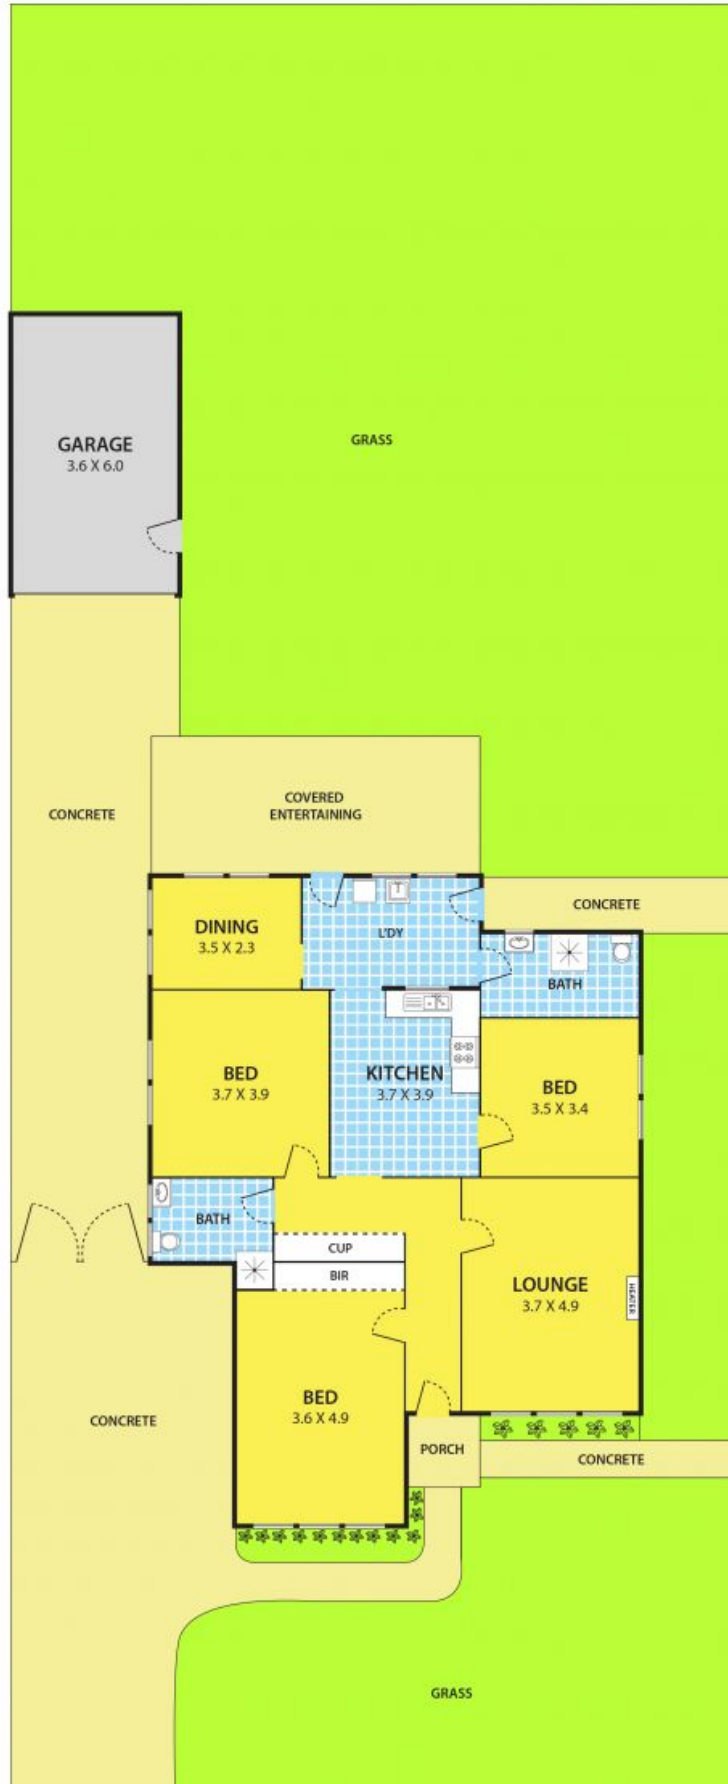 GARAGE
3.6 X 6.0
GRASS
CONCRETE
COVERED
ENTERTAINING
DINING
3.5 X 2.3
L'DY
CONCRETE
BATH
BED
3.7 X 3.9
KITCHEN
3.7 X 3.9
BED
3.5 X 3.4
BATH
CUP
BIR
LOUNGE
3.7 X 4.9
HEATER
BED
3.6 X 4.9
CONCRETE
PORCH
CONCRETE
GRASS